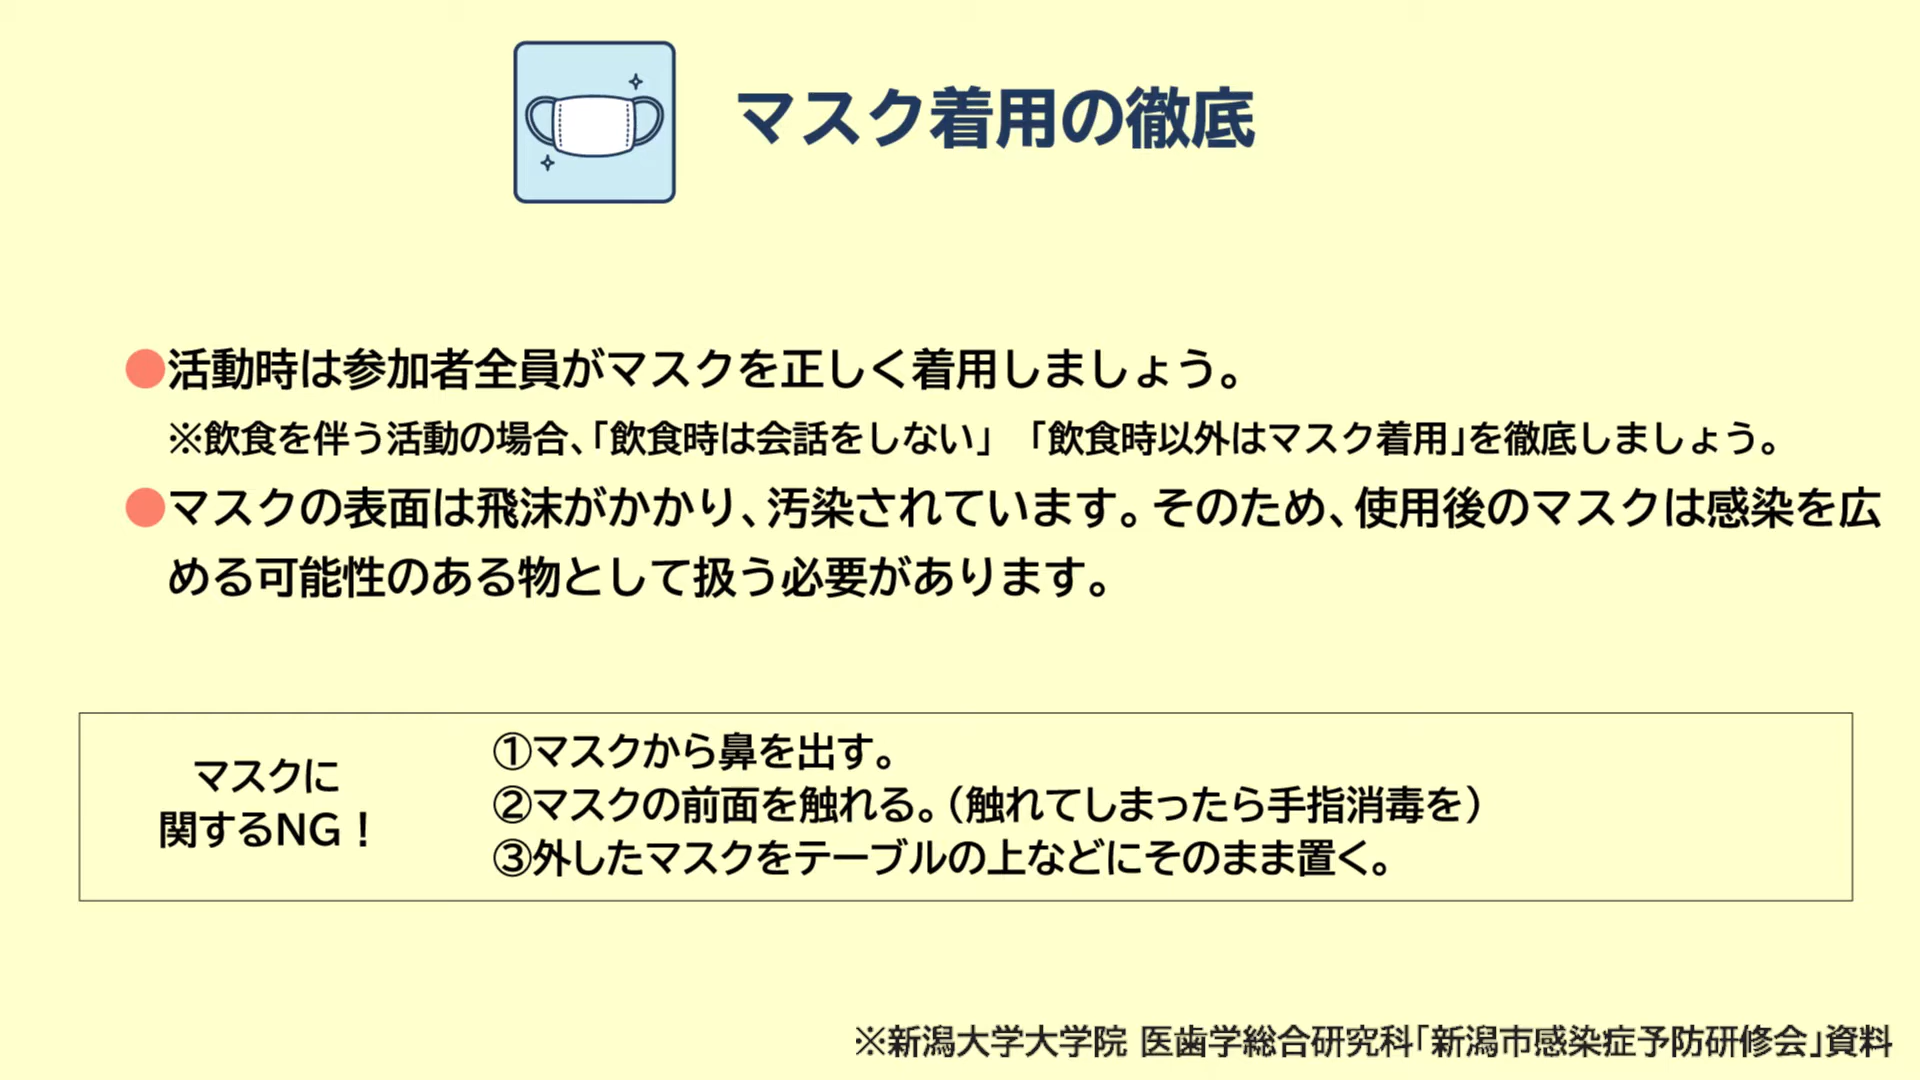 マスク着用の徹底
●活動時は参加者全員がマスクを正しく着用しましょう。
※飲食を伴う活動の場合、「飲食時は会話をしない」 「飲食時以外はマスク着用」を徹底しましょう。
●マスクの表面は飛沫がかかり、汚染されています。そのため、使用後のマスクは感染を広
める可能性のある物として扱う必要があります。
マスクに
関するNG！
①マスクから鼻を出す。
②マスクの前面を触れる。（触れてしまったら手指消毒を）
③外したマスクをテーブルの上などにそのまま置く。
※新潟大学大学院 医歯学総合研究科「新潟市感染症予防研修会」資料